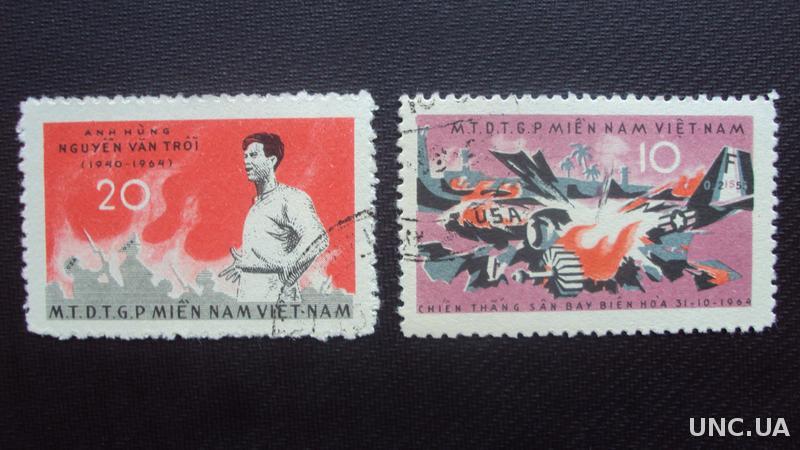 ANH HÙNG
NGUYỄN VĂN TRỖI
(1940-1964)
20
M.T.D.T.G.P MIỀN NAM VIỆT-NAM
M.T.D.T.G.P MIỀN NAM VIỆT-NAM
10
F
USA
CHIẾN THẮNG SÂN BAY BIÊN HÒA 31-10-1964
UNC.UA